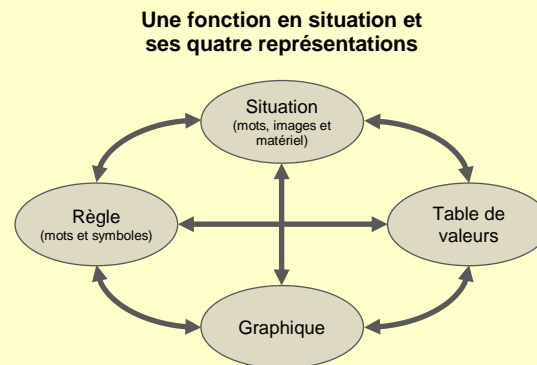 Une fonction en situation et
ses quatre représentations
Situation
(mots, images et
matériel)
Règle
(mots et symboles)
Table de
valeurs
Graphique